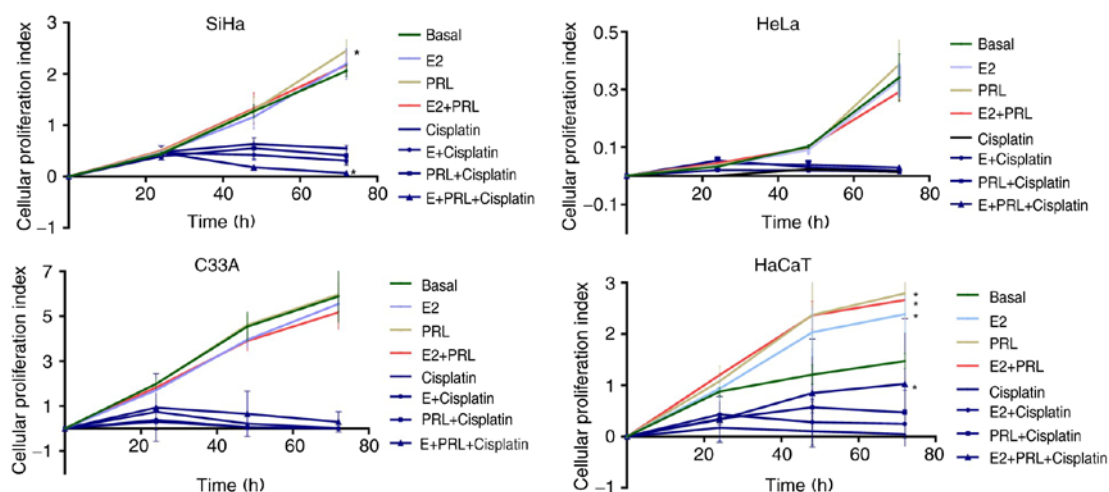 SiHa
Cellular proliferation index
3
2
1
0
−1
20
40
60
80
Time (h)
*
*
Basal
E2
PRL
E2+PRL
Cisplatin
E+Cisplatin
PRL+Cisplatin
E+PRL+Cisplatin
HeLa
Cellular proliferation index
0.5
0.3
0.1
−0.1
20
40
60
80
Time (h)
Basal
E2
PRL
E2+PRL
Cisplatin
E+Cisplatin
PRL+Cisplatin
E+PRL+Cisplatin
C33A
Cellular proliferation index
7
5
3
1
−1
20
40
60
80
Time (h)
Basal
E2
PRL
E2+PRL
Cisplatin
E+Cisplatin
PRL+Cisplatin
E+PRL+Cisplatin
HaCaT
Cellular proliferation index
3
2
1
0
−1
20
40
60
80
Time (h)
*
*
*
*
Basal
E2
PRL
E2+PRL
Cisplatin
E2+Cisplatin
PRL+Cisplatin
E2+PRL+Cisplatin